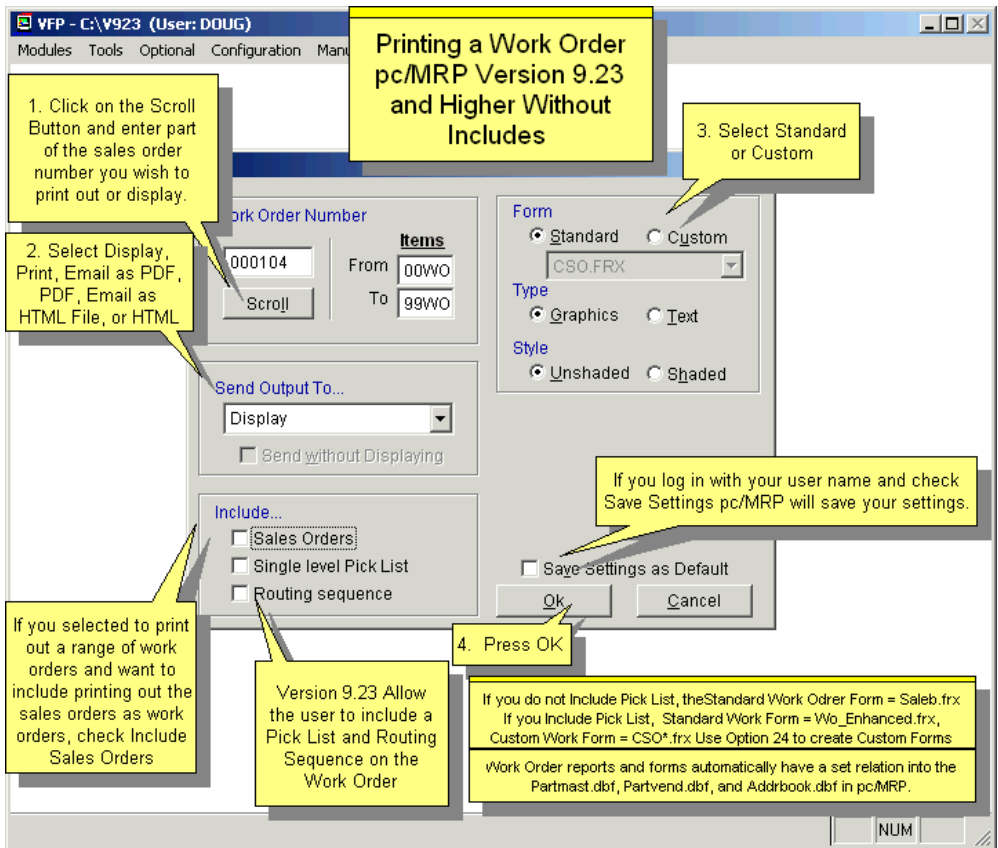 VFP - C:\V923 (User: DOUG)
Modules Tools Optional Configuration Manu
Printing a Work Order
pc/MRP Version 9.23
and Higher Without
Includes
1. Click on the Scroll
Button and enter part
of the sales order
number you wish to
print out or display.
3. Select Standard
or Custom
2. Select Display,
Print, Email as PDF,
PDF, Email as
HTML File, or HTML
ork Order Number
Items
000104
From 00WO
To 99WO
Scroll
Form
Standard Custom
CSO.FRX
Type
Graphics Text
Style
Unshaded Shaded
Send Output To...
Display
Send without Displaying
If you log in with your user name and check
Save Settings pc/MRP will save your settings.
Include...
Sales Orders
Single level Pick List
Routing sequence
Save Settings as Default
Ok Cancel
4. Press OK
If you selected to print
out a range of work
orders and want to
include printing out the
sales orders as work
orders, check Include
Sales Orders
Version 9.23 Allow
the user to include a
Pick List and Routing
Sequence on the
Work Order
If you do not Include Pick List, theStandard Work Odrer Form = Saleb.frx
If you Include Pick List, Standard Work Form = Wo_Enhanced.frx,
Custom Work Form = CSO*.frx Use Option 24 to create Custom Forms
Work Order reports and forms automatically have a set relation into the
Partmast.dbf, Partvend.dbf, and Addrbook.dbf in pc/MRP.
NUM